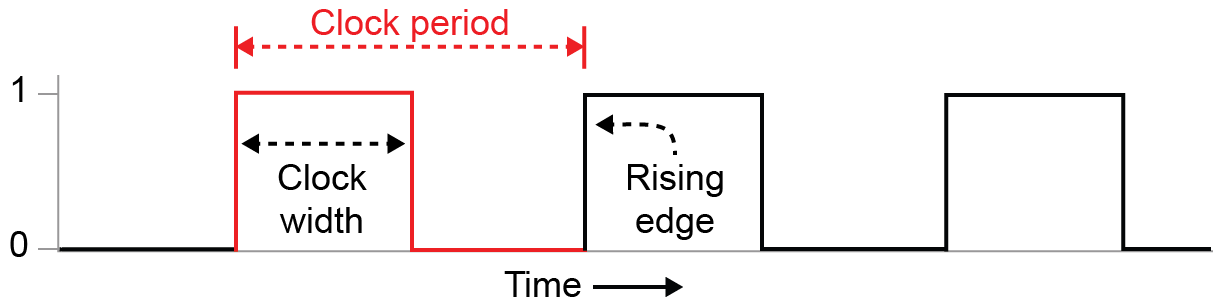 Clock period
1
Clock
width
Rising
edge
0
Time